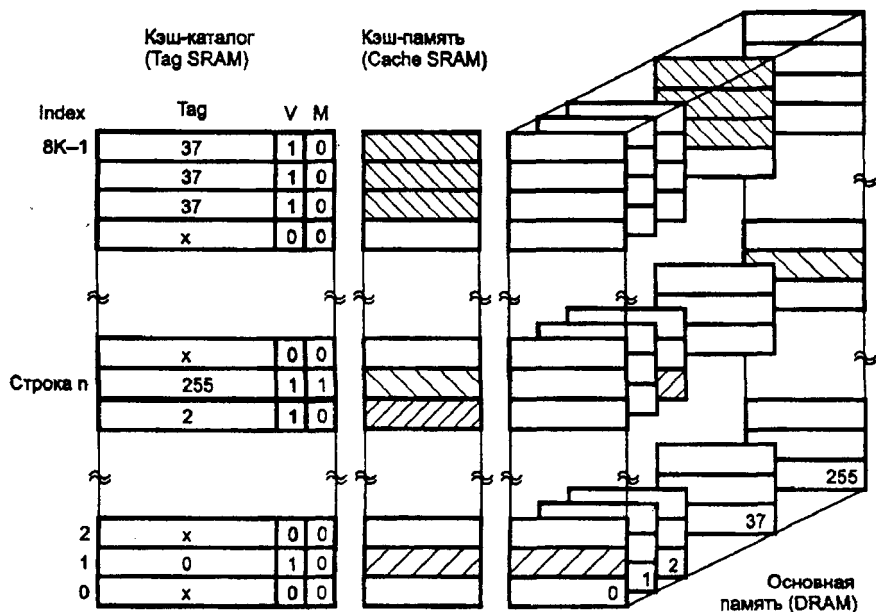 Кэш-каталог
(Tag SRAM)
Кэш-память
(Cache SRAM)
Index
Tag
V
M
8K–1
37 1 0
37 1 0
37 1 0
x 0 0
x 0 0
Строка n
255 1 1
2 1 0
2 x 0 0
1 0 1 0
0 x 0 0
0
1
2
37
255
Основная
память (DRAM)